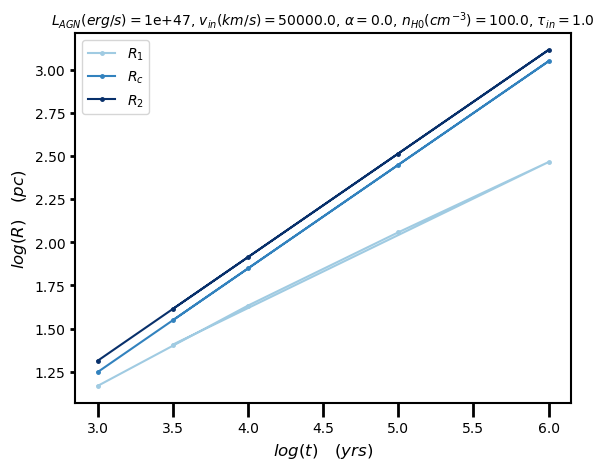 L_AGN(erg/s) = 1e+47, v_in(km/s) = 50000.0, α = 0.0, n_H0(cm^−3) = 100.0, τ_in = 1.0
R_1
R_c
R_2
3.00
2.75
2.50
2.25
2.00
1.75
1.50
1.25
log(R) (pc)
3.0 3.5 4.0 4.5 5.0 5.5 6.0
log(t) (yrs)